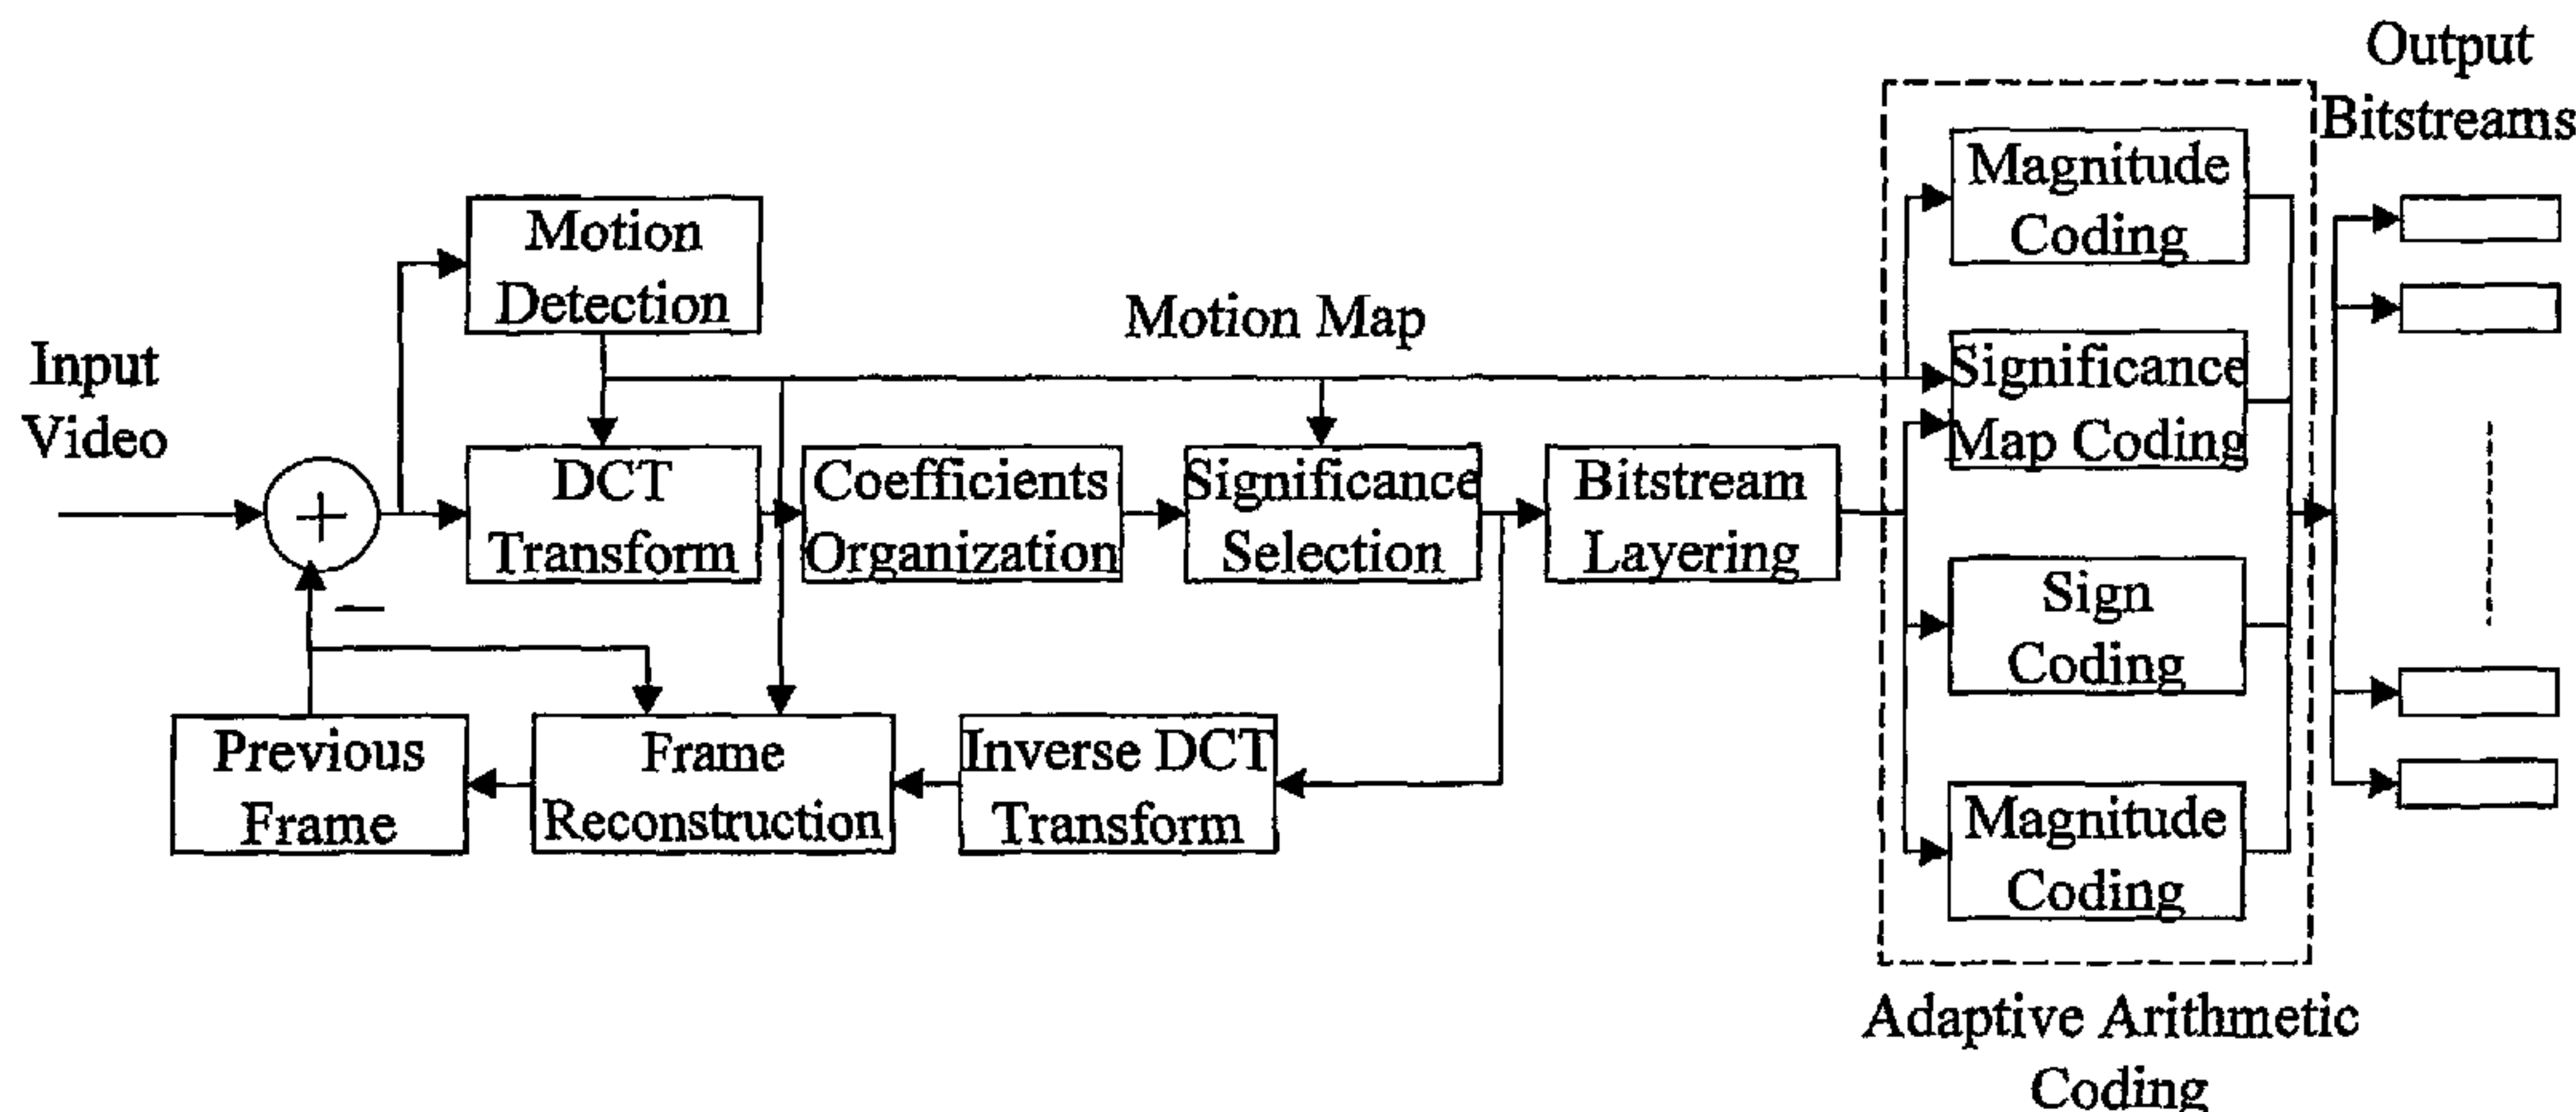 Output
Bitstreams
Magnitude
Coding
Motion
Detection
Motion Map
Input
Video
Significance
Map Coding
+
DCT
Transform
Coefficients
Organization
Significance
Selection
Bitstream
Layering
Sign
Coding
—
Previous
Frame
Frame
Reconstruction
Inverse DCT
Transform
Magnitude
Coding
Adaptive Arithmetic
Coding